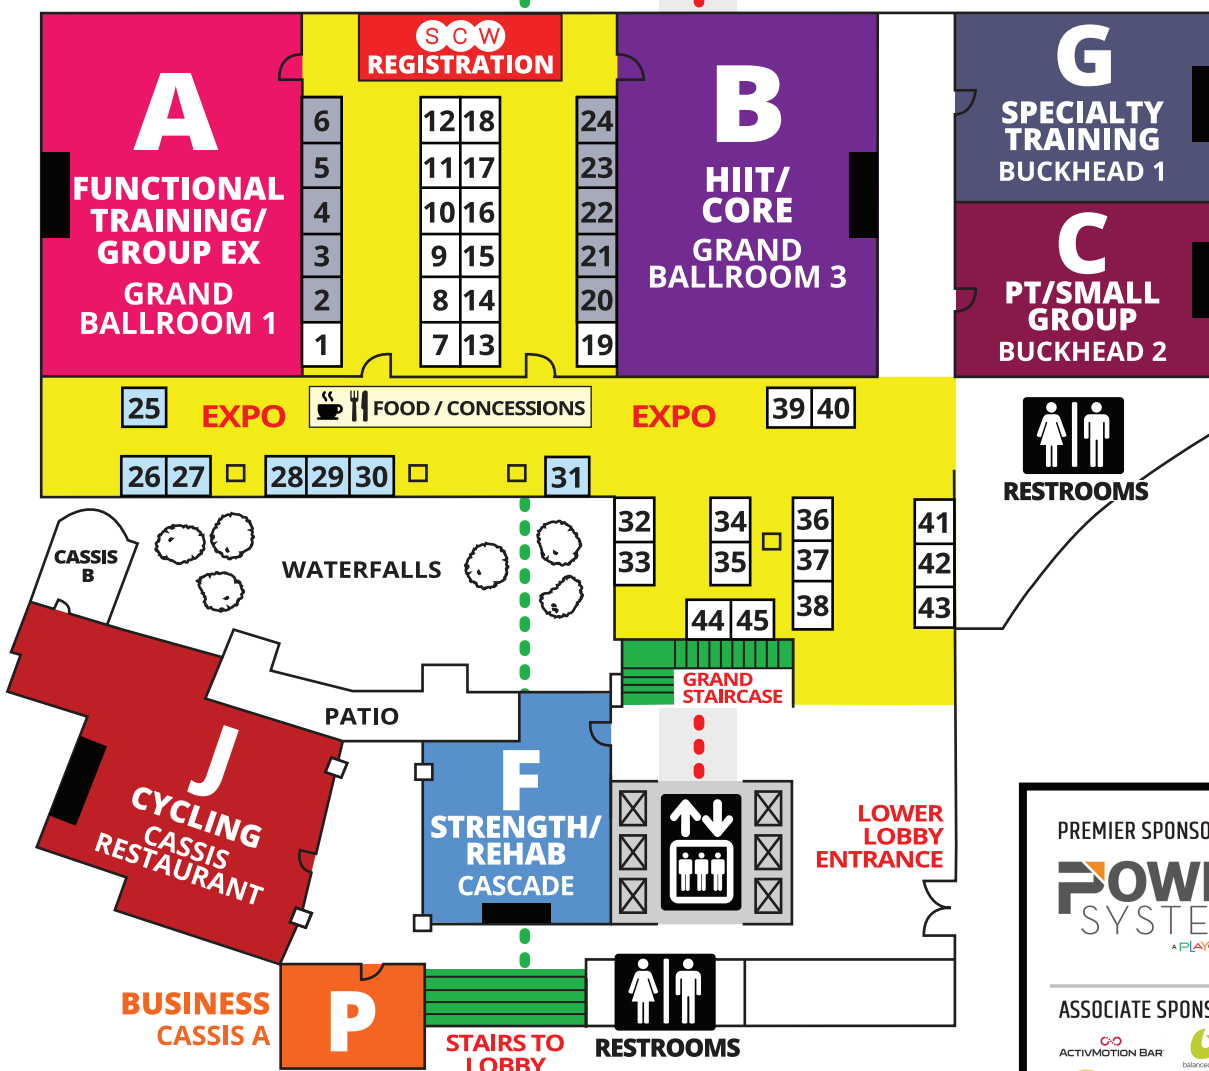 SCW
REGISTRATION
A
FUNCTIONAL
TRAINING/
GROUP EX
GRAND
BALLROOM 1
6
5
4
3
2
1
12 18
11 17
10 16
9 15
8 14
7 13
24
23
22
21
20
19
B
HIIT/
CORE
GRAND
BALLROOM 3
G
SPECIALTY
TRAINING
BUCKHEAD 1
C
PT/SMALL
GROUP
BUCKHEAD 2
25
EXPO
FOOD / CONCESSIONS
EXPO
39 40
26 27
28 29 30
31
RESTROOMS
32
33
34
35
36
37
38
41
42
43
44 45
CASSIS
B
WATERFALLS
GRAND
STAIRCASE
PATIO
J
CYCLING
CASSIS
RESTAURANT
F
STRENGTH/
REHAB
CASCADE
LOWER
LOBBY
ENTRANCE
BUSINESS
CASSIS A
P
STAIRS TO
LOBBY
RESTROOMS
PREMIER SPONSO
POW
SYSTE
A PLAY
ASSOCIATE SPONS
ACTIVMOTION BAR
balanced